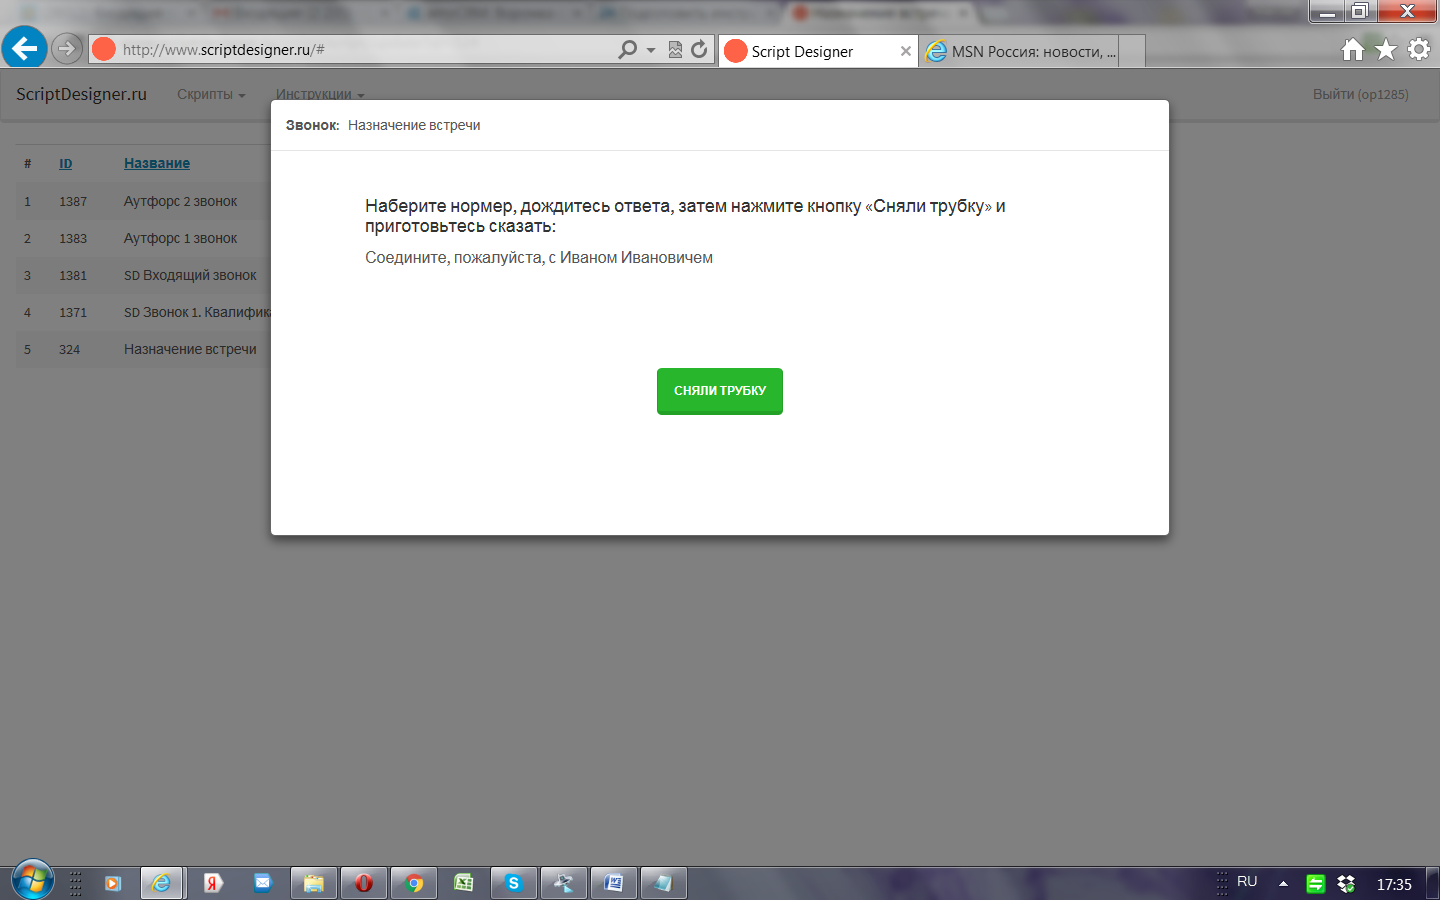 http://www.scriptdesigner.ru/#
Script Designer
MSN Россия: новости, ...
ScriptDesigner.ru
Скрипты
Инструкции
Выйти (op1285)
Звонок: Назначение встречи
# ID Название
1 1387 Аутфорс 2 звонок
2 1383 Аутфорс 1 звонок
3 1381 SD Входящий звонок
4 1371 SD Звонок 1. Квалифика
5 324 Назначение встречи
Наберите нормер, дождитесь ответа, затем нажмите кнопку «Сняли трубку» и
приготовьтесь сказать:
Соедините, пожалуйста, с Иваном Ивановичем
СНЯЛИ ТРУБКУ
RU
17:35